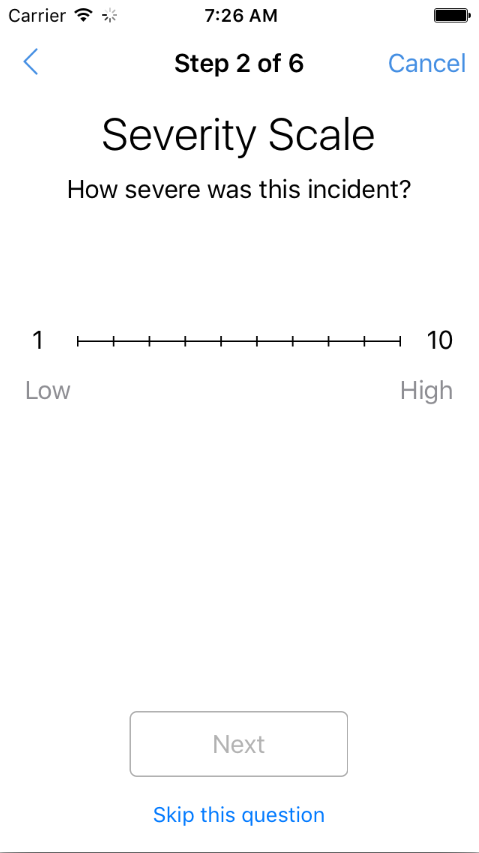 Carrier 7:26 AM
Step 2 of 6 Cancel
Severity Scale
How severe was this incident?
1 10
Low High
Next
Skip this question